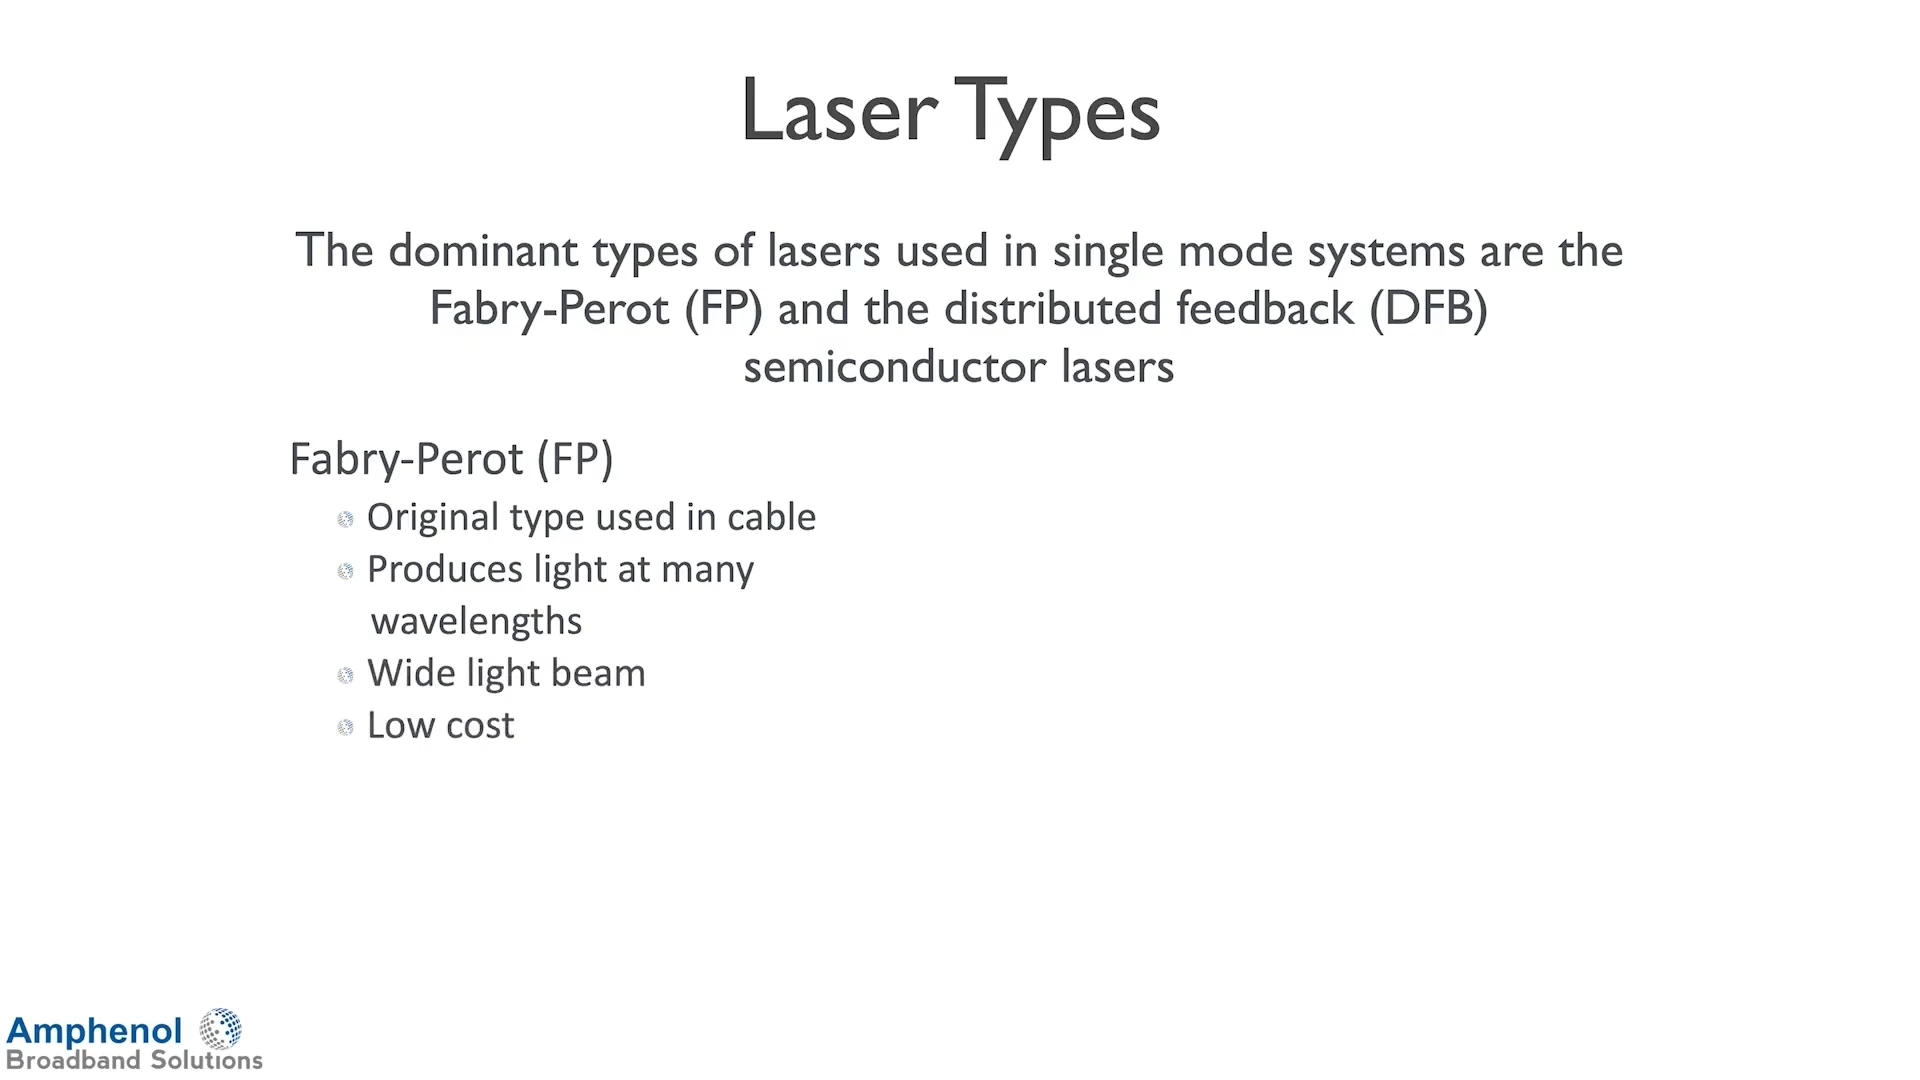 Laser Types
The dominant types of lasers used in single mode systems are the
Fabry-Perot (FP) and the distributed feedback (DFB)
semiconductor lasers
Fabry-Perot (FP)
Original type used in cable
Produces light at many
wavelengths
Wide light beam
Low cost
Amphenol
Broadband Solutions